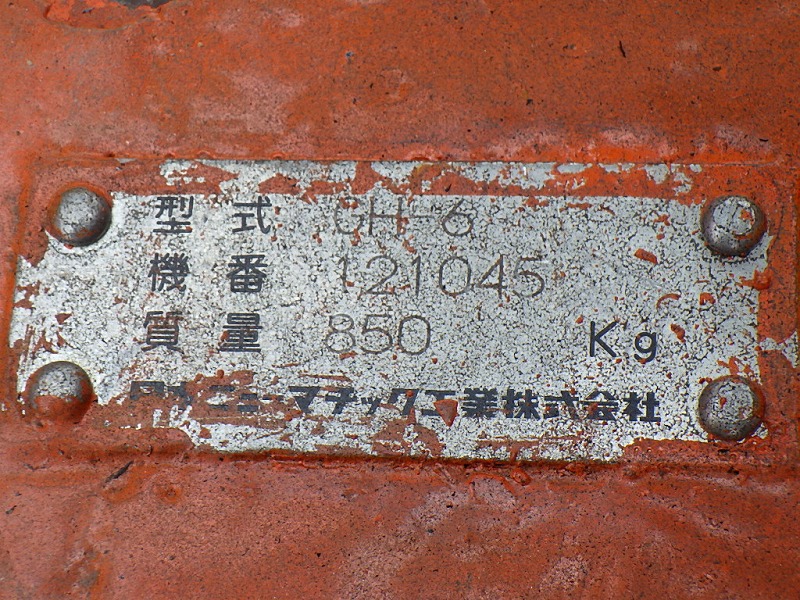 型式 GH-6
機番 121045
質量 850 Kg
ニューマチック工業株式会社